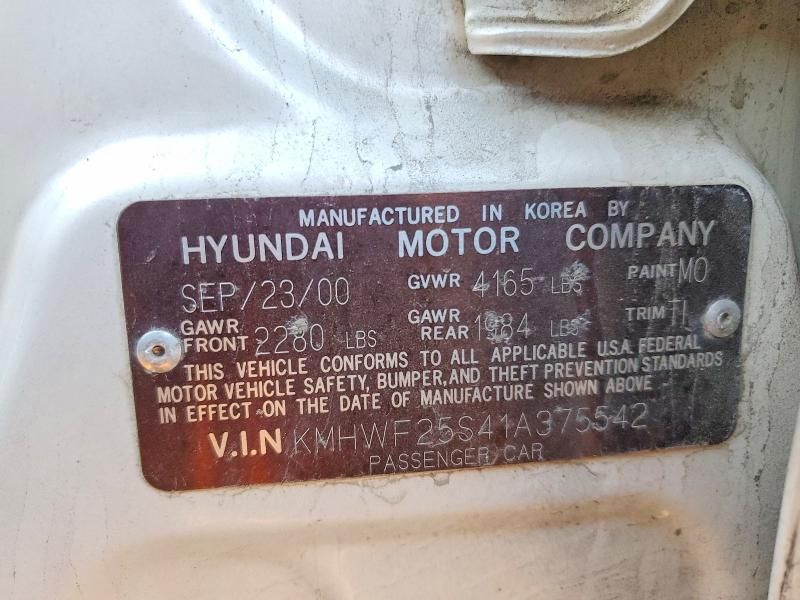 MANUFACTURED IN KOREA BY
HYUNDAI MOTOR COMPANY
SEP/23/00 GVWR 4165 LBS PAINT MO
GAWR FRONT 2280 LBS GAWR REAR 1984 LBS TRIM TL
THIS VEHICLE CONFORMS TO ALL APPLICABLE U.S.A. FEDERAL
MOTOR VEHICLE SAFETY, BUMPER, AND THEFT PREVENTION STANDARDS
IN EFFECT ON THE DATE OF MANUFACTURE SHOWN ABOVE
V.I.N KMHWF25S41A375542
PASSENGER CAR